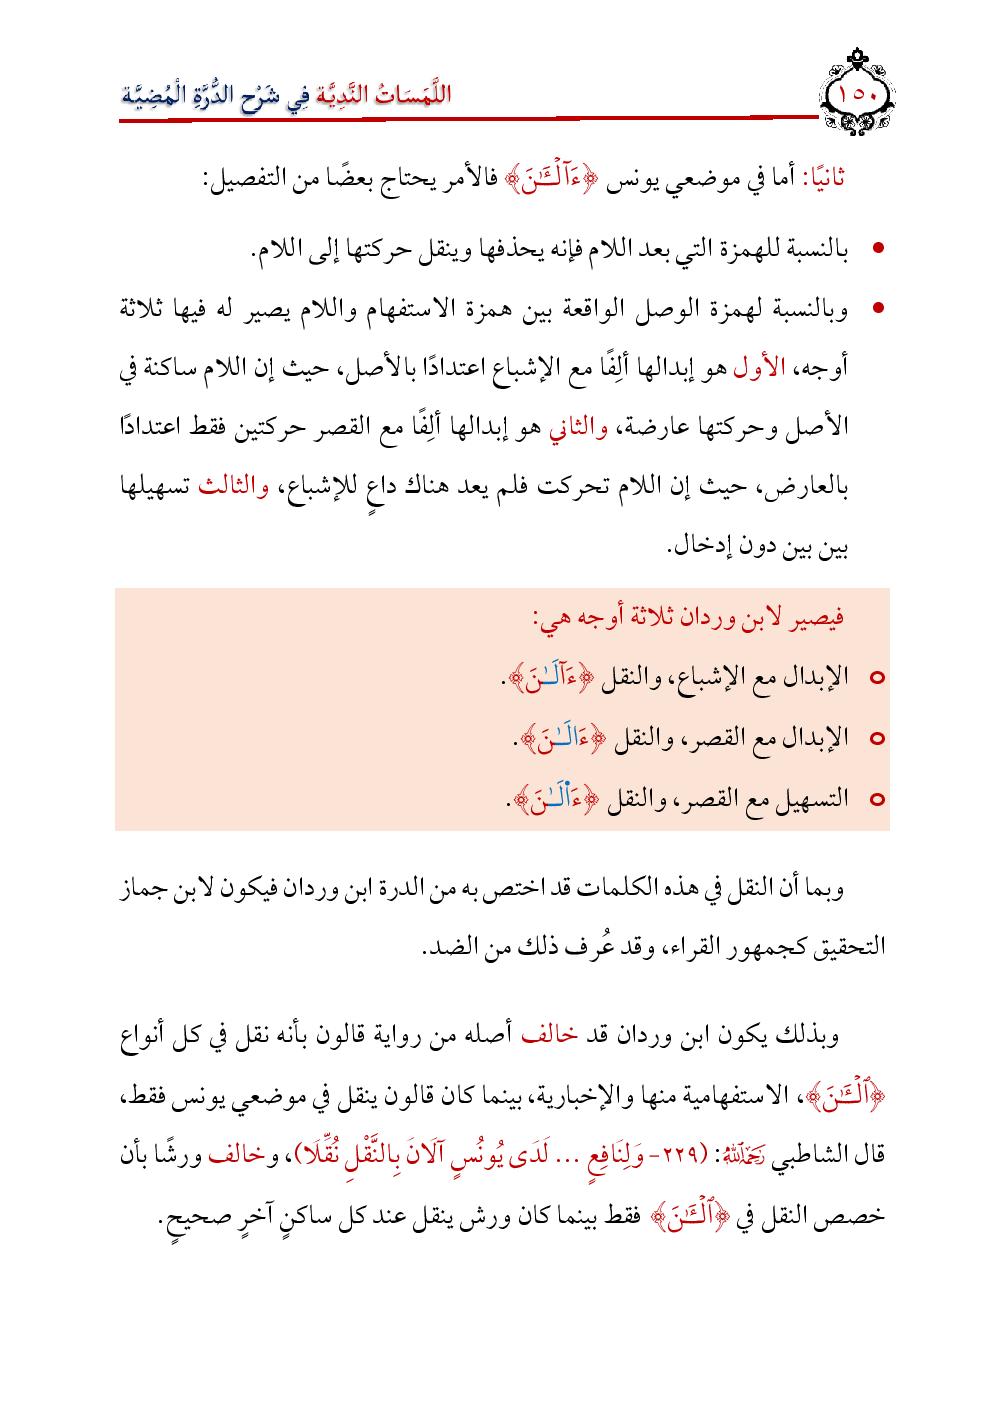 اللَّمَسَاتُ النَّدِيَّة فِي شَرْح الدُّرَّةِ الْمُضِيَّة
١٥٠
ثانيًا: أما في موضعي يونس ﴿ءَآلۡـَٰٔنَ﴾ فالأمر يحتاج بعضًا من التفصيل:
● بالنسبة للهمزة التي بعد اللام فإنه يحذفها وينقل حركتها إلى اللام.
● وبالنسبة لهمزة الوصل الواقعة بين همزة الاستفهام واللام يصير له فيها ثلاثة
أوجه، الأول هو إبدالها ألِفًا مع الإشباع اعتدادًا بالأصل، حيث إن اللام ساكنة في
الأصل وحركتها عارضة، والثاني هو إبدالها ألِفًا مع القصر حركتين فقط اعتدادًا
بالعارض، حيث إن اللام تحركت فلم يعد هناك داعٍ للإشباع، والثالث تسهيلها
بين بين دون إدخال.
فيصير لابن وردان ثلاثة أوجه هي:
○ الإبدال مع الإشباع، والنقل ﴿ءَآلَـٰنَ﴾.
○ الإبدال مع القصر، والنقل ﴿ءَالَـٰنَ﴾.
○ التسهيل مع القصر، والنقل ﴿ءَا۬لَـٰنَ﴾.
وبما أن النقل في هذه الكلمات قد اختص به من الدرة ابن وردان فيكون لابن جماز
التحقيق كجمهور القراء، وقد عُرف ذلك من الضد.
وبذلك يكون ابن وردان قد خالف أصله من رواية قالون بأنه نقل في كل أنواع
﴿ٱلۡـَٰٔنَ﴾، الاستفهامية منها والإخبارية، بينما كان قالون ينقل في موضعي يونس فقط،
قال الشاطبي رَحِمَهُ ٱللَّهُ: (٢٢٩- وَلِنَافِعٍ ... لَدَى يُونُسٍ آلَانَ بِالنَّقْلِ نُقِّلَا)، وخالف ورشًا بأن
خصص النقل في ﴿ٱلۡـَٰٔنَ﴾ فقط بينما كان ورش ينقل عند كل ساكنٍ آخرٍ صحيحٍ.